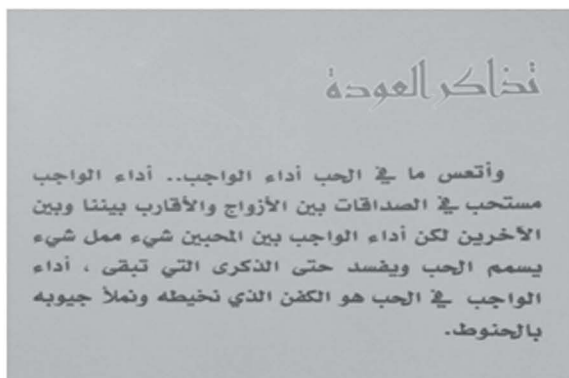 تذاكر العودة
وأتعس ما في الحب أداء الواجب.. أداء الواجب
مستحب في الصداقات بين الأزواج والأقارب بيننا وبين
الآخرين لكن أداء الواجب بين المحبين شيء ممل شيء
يسمم الحب ويفسد حتى الذكرى التي تبقى ، أداء
الواجب في الحب هو الكفن الذي نخيطه ونملأ جيوبه
بالحنوط.